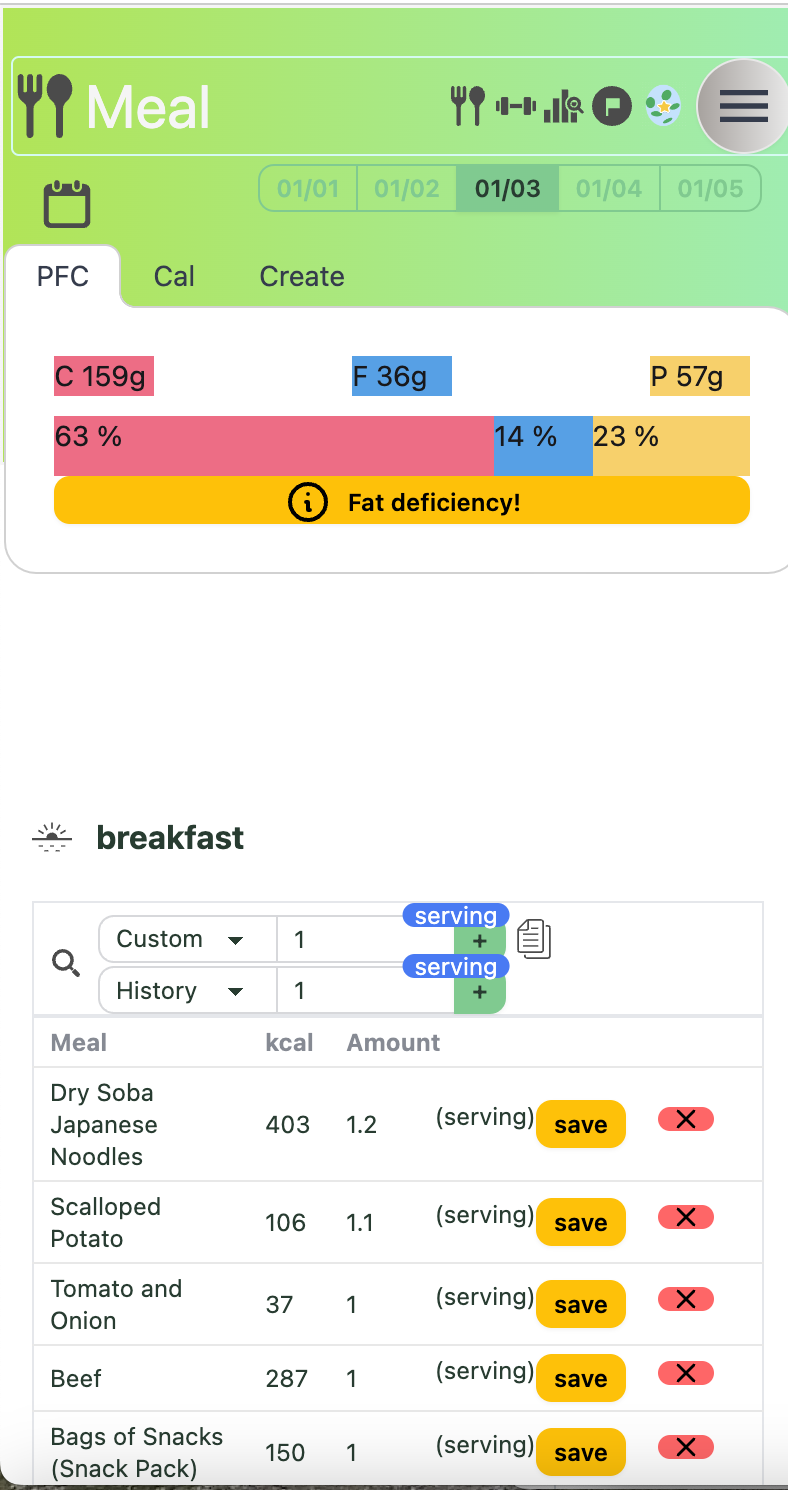 Meal
01/01 01/02 01/03 01/04 01/05
PFC Cal Create
C 159g F 36g P 57g
63 % 14 % 23 %
Fat deficiency!
breakfast
serving
Custom 1 +
serving
History 1 +
Meal kcal Amount
Dry Soba
Japanese
Noodles
403 1.2 (serving) save
Scalloped
Potato
106 1.1 (serving) save
Tomato and
Onion
37 1 (serving) save
Beef 287 1 (serving) save
Bags of Snacks
(Snack Pack)
150 1 (serving) save